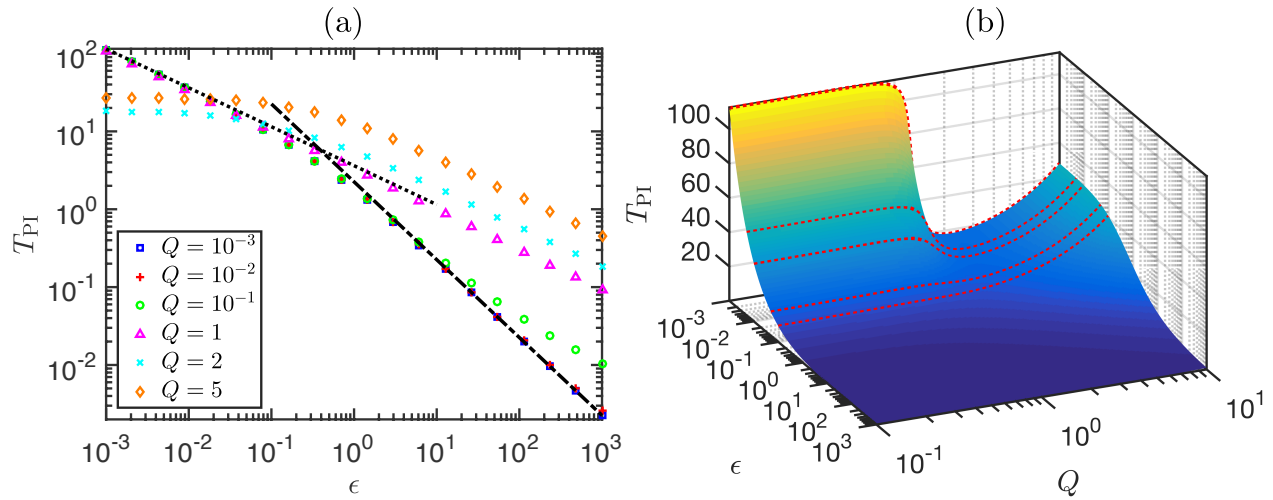 (a)
10^2
10^1
10^0
10^-1
10^-2
T_PI
Q = 10^-3
Q = 10^-2
Q = 10^-1
Q = 1
Q = 2
Q = 5
10^-3 10^-2 10^-1 10^0 10^1 10^2 10^3
ϵ
(b)
100
80
60
40
20
T_PI
10^-3
10^-2
10^-1
10^0
10^1
10^2
10^3
ϵ
10^-1
10^0
10^1
Q